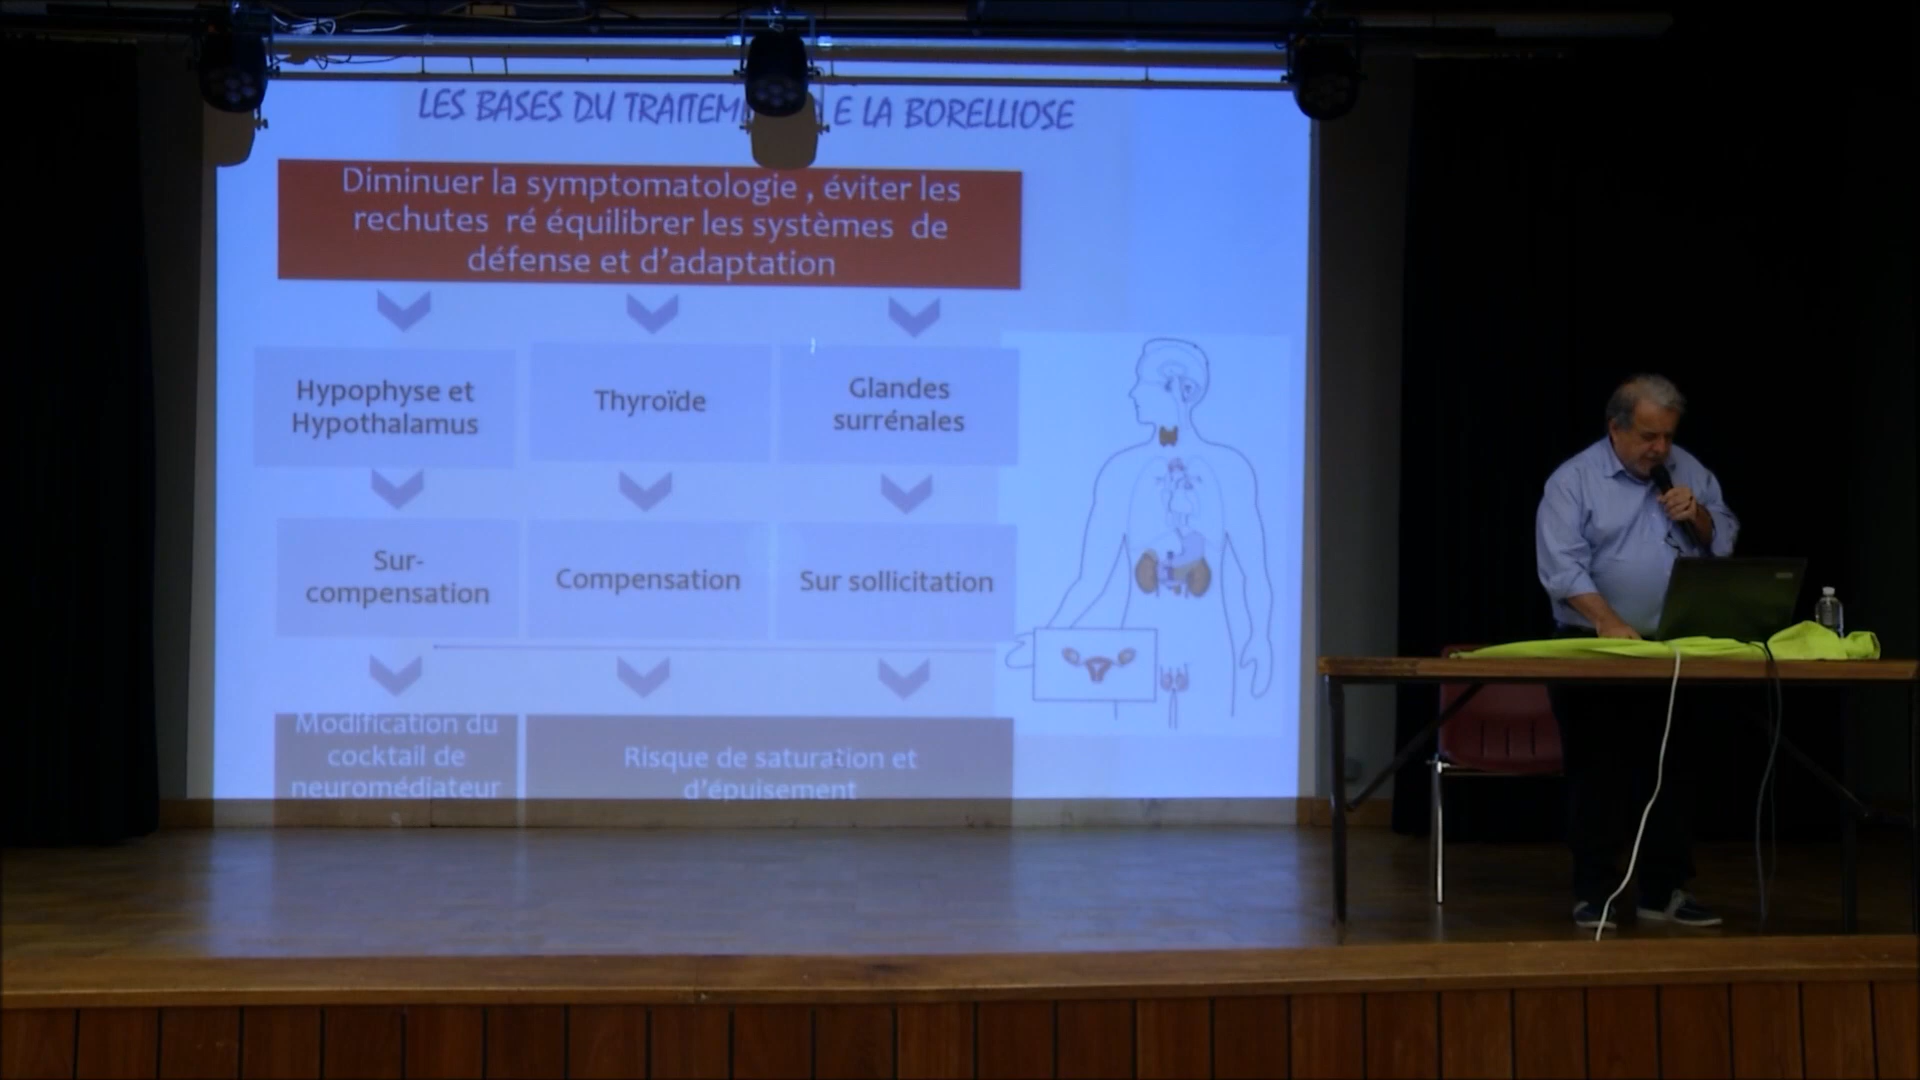 LES BASES DU TRAITEM E LA BORELLIOSE
Diminuer la symptomatologie , éviter les
rechutes ré équilibrer les systèmes de
défense et d'adaptation
Hypophyse et
Hypothalamus
Thyroïde
Glandes
surrénales
Sur-
compensation
Compensation
Sur sollicitation
Modification du
cocktail de
neuromédiateur
Risque de saturation et
d'épuisement